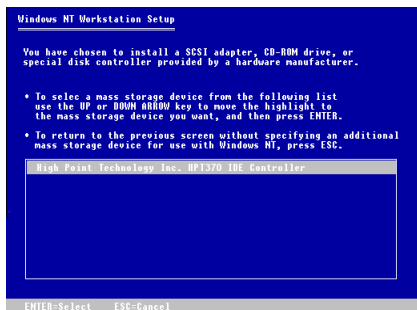 Windows NT Workstation Setup
You have chosen to install a SCSI adapter, CD-ROM drive, or
special disk controller provided by a hardware manufacturer.
• To selec a mass storage device from the following list
use the UP or DOWN ARROW key to move the highlight to
the mass storage device you want, and then press ENTER.
• To return to the previous screen without specifying an additional
mass storage device for use with Windows NT, press ESC.
High Point Technology Inc. HPT370 IDE Controller
ENTER=Select ESC=Cancel